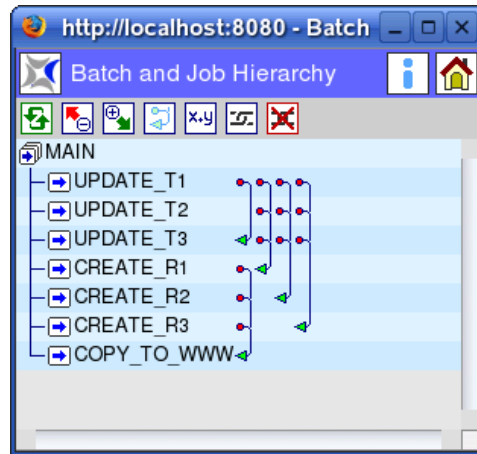 http://localhost:8080 - Batch
Batch and Job Hierarchy
x+y
MAIN
UPDATE_T1
UPDATE_T2
UPDATE_T3
CREATE_R1
CREATE_R2
CREATE_R3
COPY_TO_WWW